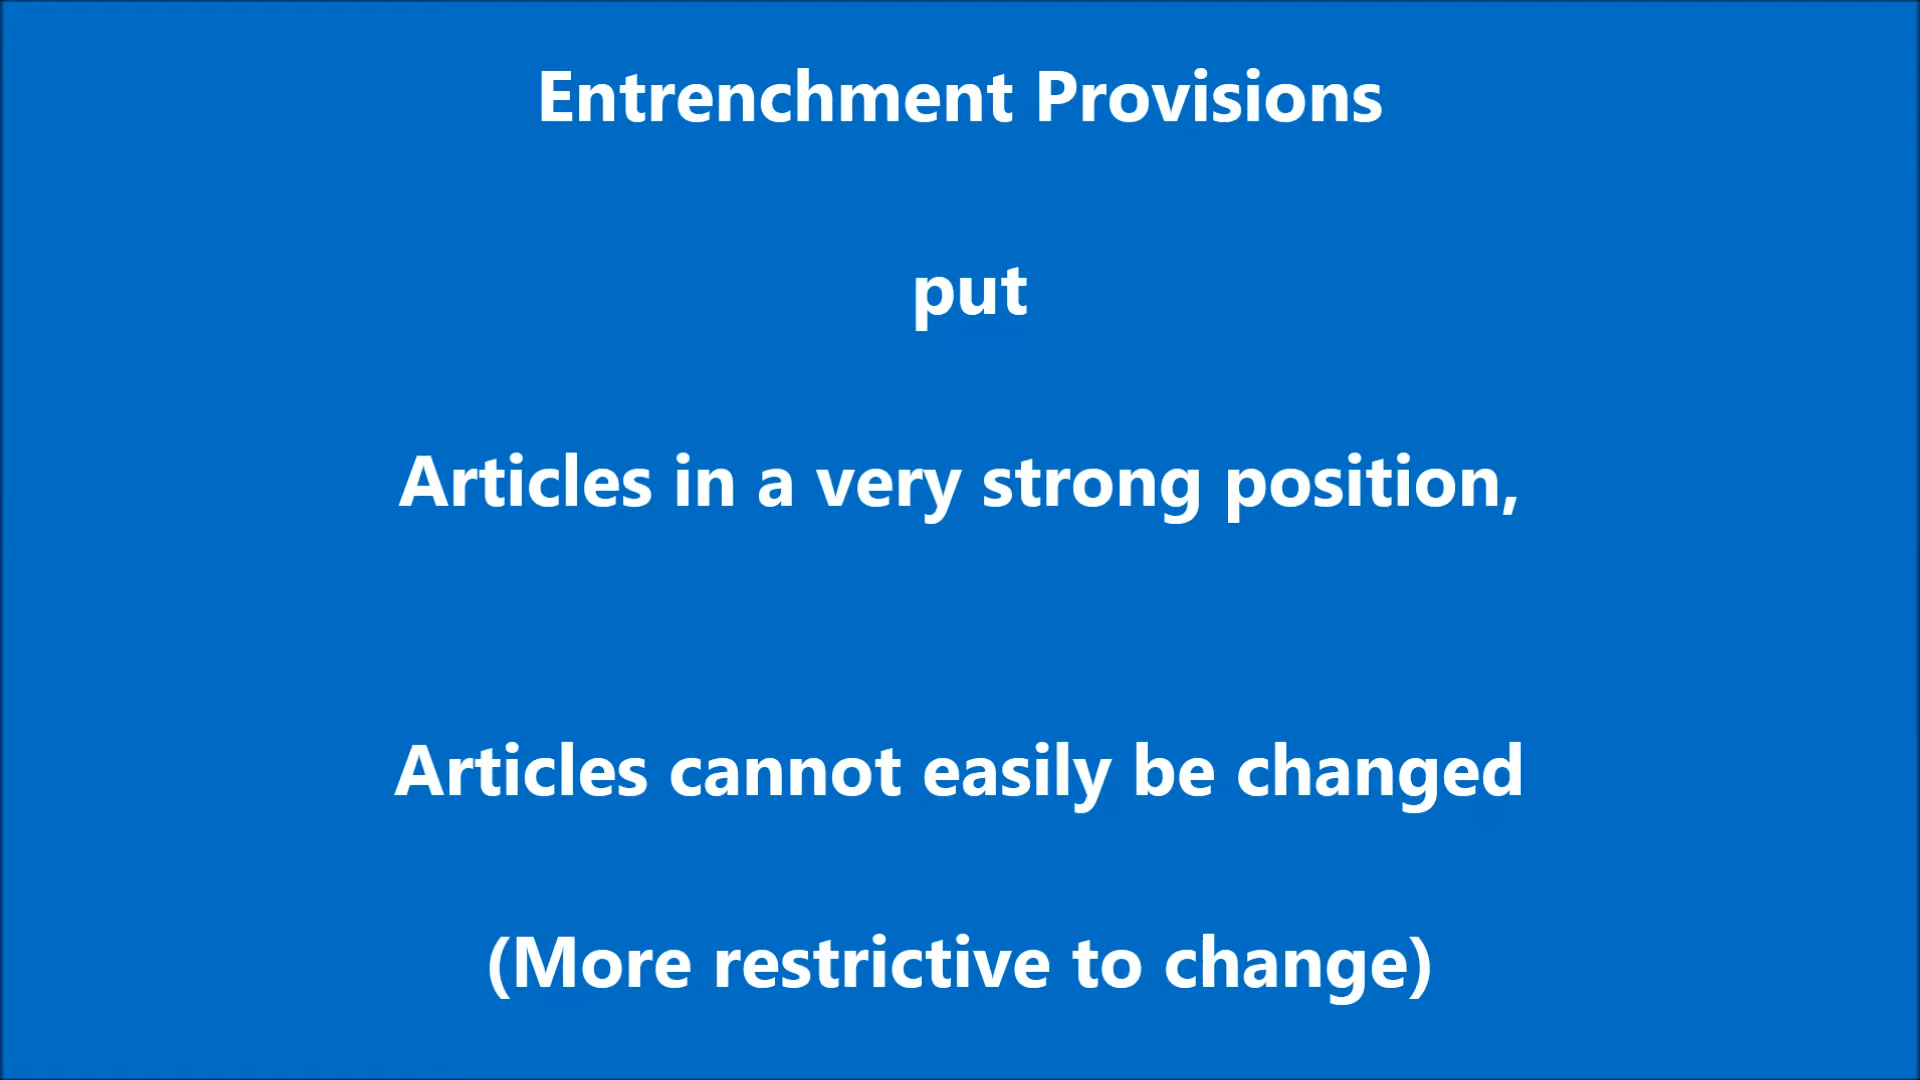 Entrenchment Provisions
put
Articles in a very strong position,
Articles cannot easily be changed
(More restrictive to change)